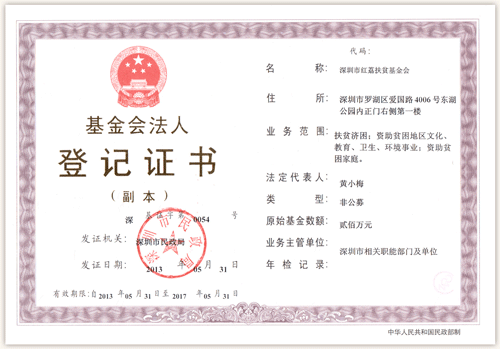 基金会法人
登记证书
(副本)
深 基证字第 0054 号
发证机关: 深圳市民政局
发证日期: 2013 年 05 月 31 日
有效期限:自 2013 年 05 月 31 日至 2017 年 05 月 31 日
代码:
名称: 深圳市红荔扶贫基金会
住所: 深圳市罗湖区爱国路 4006 号东湖
公园内正门右侧第一楼
业务范围: 扶贫济困;资助贫困地区文化、
教育、卫生、环境事业;资助贫
困家庭。
法定代表人: 黄小梅
类型: 非公募
原始基金数额: 贰佰万元
业务主管单位: 深圳市相关职能部门及单位
年检记录:
深圳市民政局
中华人民共和国民政部制